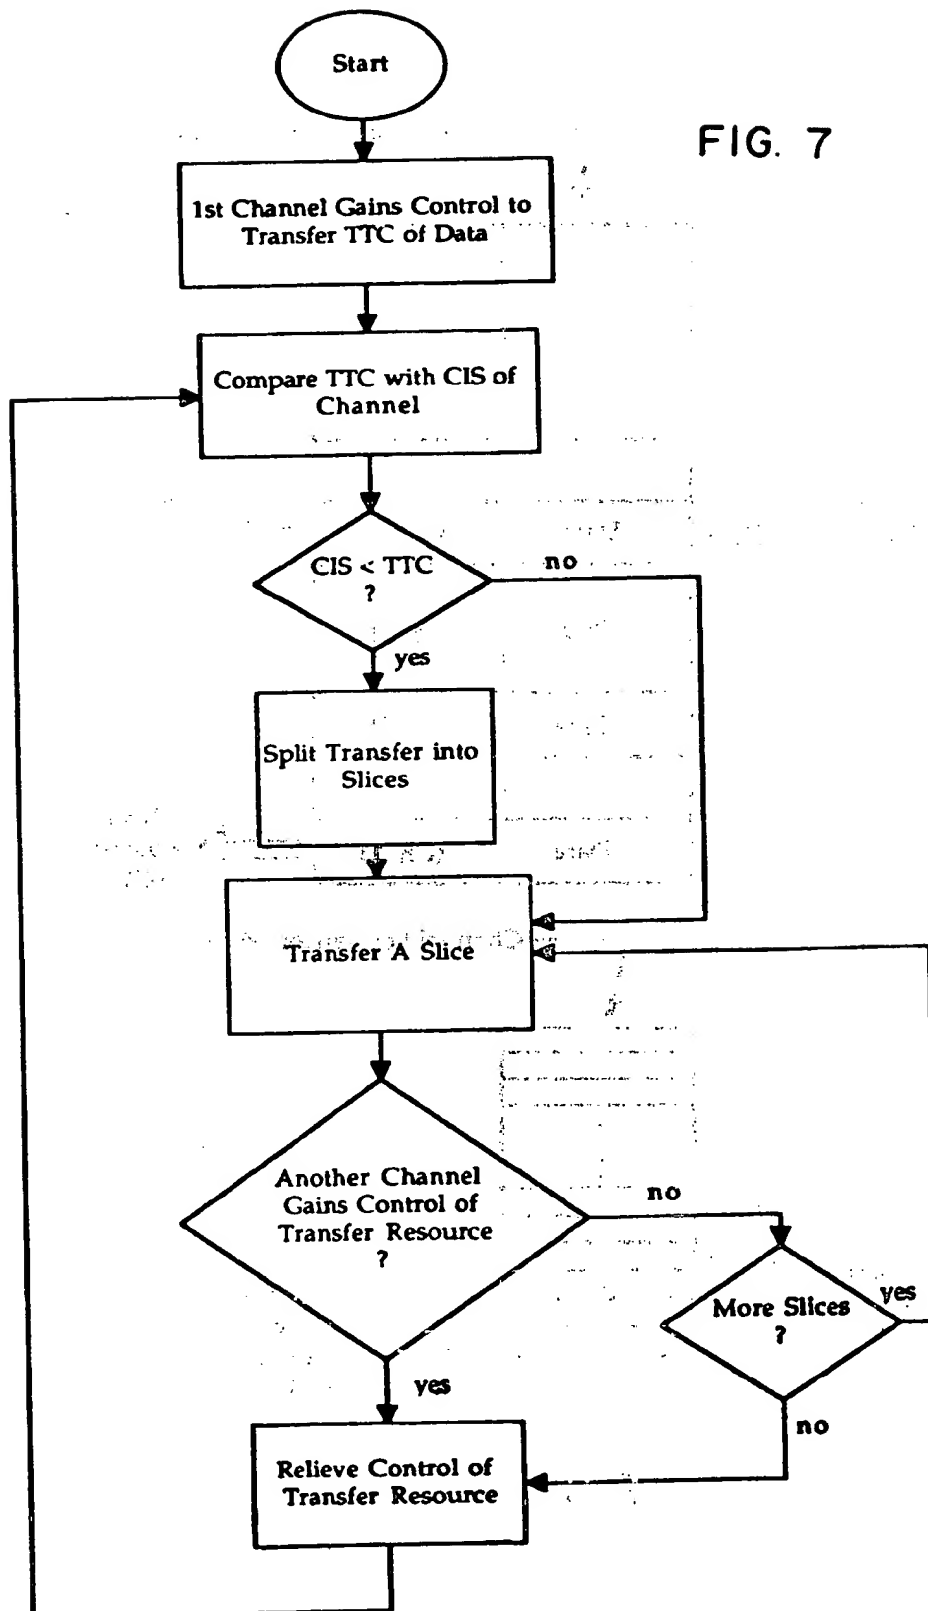 Start
FIG. 7
1st Channel Gains Control to
Transfer TTC of Data
Compare TTC with CIS of
Channel
CIS < TTC
?
no
yes
Split Transfer into
Slices
Transfer A Slice
Another Channel
Gains Control of
Transfer Resource
?
no
More Slices
?
yes
yes
no
Relieve Control of
Transfer Resource